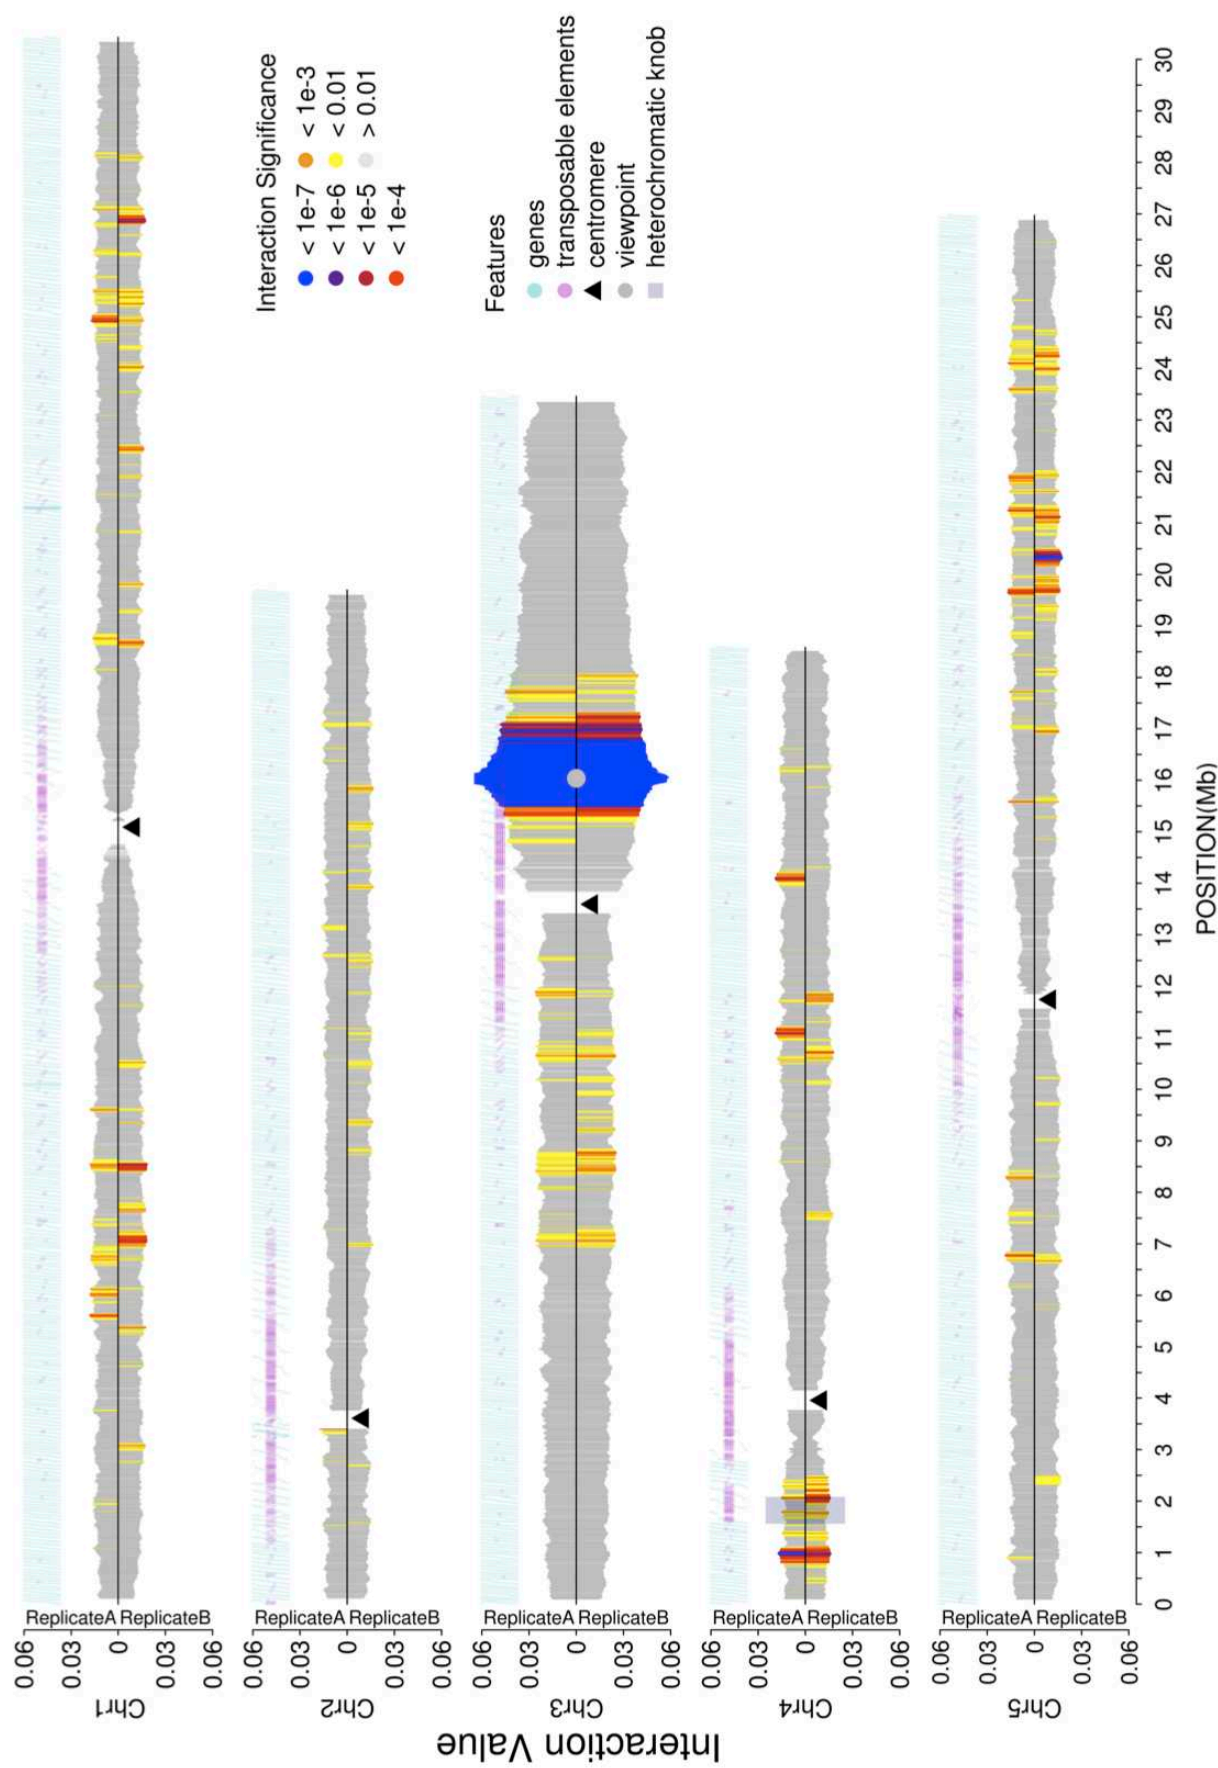 Interaction Value
Chr1
0.06
0.03
0
0.03
0.06
ReplicateA
ReplicateB
Interaction Significance
< 1e-7
< 1e-6
< 1e-5
< 1e-4
< 1e-3
< 0.01
> 0.01
Chr2
0.06
0.03
0
0.03
0.06
ReplicateA
ReplicateB
Features
genes
transposable elements
centromere
viewpoint
heterochromatic knob
Chr3
0.06
0.03
0
0.03
0.06
ReplicateA
ReplicateB
Chr4
0.06
0.03
0
0.03
0.06
ReplicateA
ReplicateB
Chr5
0.06
0.03
0
0.03
0.06
ReplicateA
ReplicateB
0 1 2 3 4 5 6 7 8 9 10 11 12 13 14 15 16 17 18 19 20 21 22 23 24 25 26 27 28 29 30
POSITION(Mb)